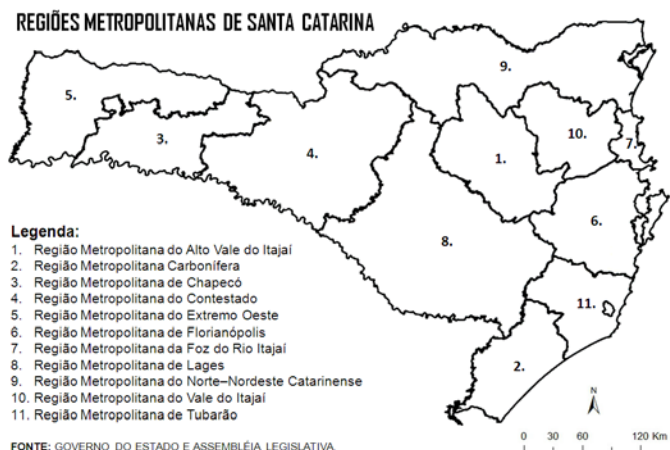 REGIÕES METROPOLITANAS DE SANTA CATARINA
9.
5.
3.
4.
10.
7.
1.
6.
8.
11.
2.
Legenda:
1. Região Metropolitana do Alto Vale do Itajaí
2. Região Metropolitana Carbonífera
3. Região Metropolitana de Chapecó
4. Região Metropolitana do Contestado
5. Região Metropolitana do Extremo Oeste
6. Região Metropolitana de Florianópolis
7. Região Metropolitana da Foz do Rio Itajaí
8. Região Metropolitana de Lages
9. Região Metropolitana do Norte–Nordeste Catarinense
10. Região Metropolitana do Vale do Itajaí
11. Região Metropolitana de Tubarão
FONTE: GOVERNO DO ESTADO E ASSEMBLÉIA LEGISLATIVA.
N
0 30 60 120 Km